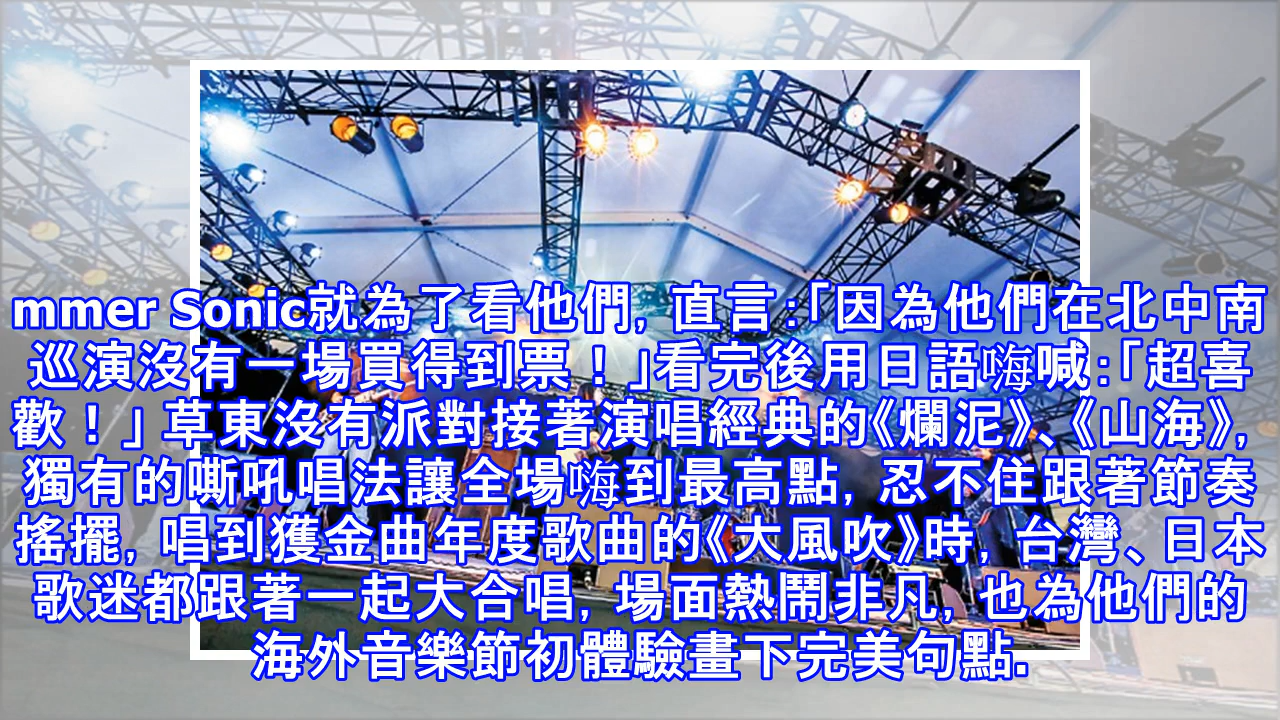 mmer Sonic就為了看他們, 直言:「因為他們在北中南
巡演沒有一場買得到票！」看完後用日語嗨喊:「超喜
歡！」草東沒有派對接著演唱經典的《爛泥》、《山海》,
獨有的嘶吼唱法讓全場嗨到最高點, 忍不住跟著節奏
搖擺, 唱到獲金曲年度歌曲的《大風吹》時, 台灣、日本
歌迷都跟著一起大合唱, 場面熱鬧非凡, 也為他們的
海外音樂節初體驗畫下完美句點.